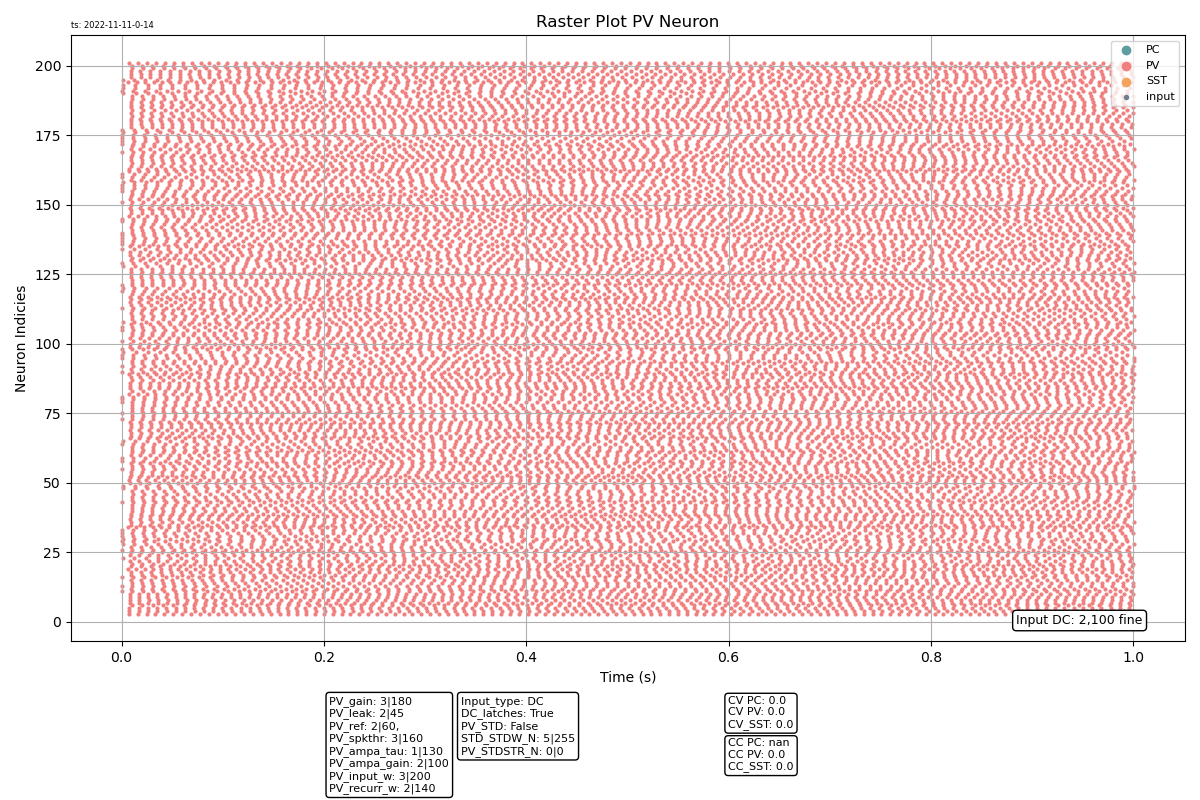 ts: 2022-11-11-0-14
Raster Plot PV Neuron
PC
PV
SST
input
200
175
150
125
100
75
50
25
0
Neuron Indicies
Input DC: 2,100 fine
0.0 0.2 0.4 0.6 0.8 1.0
Time (s)
PV_gain: 3|180
PV_leak: 2|45
PV_ref: 2|60,
PV_spkthr: 3|160
PV_ampa_tau: 1|130
PV_ampa_gain: 2|100
PV_input_w: 3|200
PV_recurr_w: 2|140
Input_type: DC
DC_latches: True
PV_STD: False
STD_STDW_N: 5|255
PV_STDSTR_N: 0|0
CV PC: 0.0
CV PV: 0.0
CV_SST: 0.0
CC PC: nan
CC PV: 0.0
CC_SST: 0.0